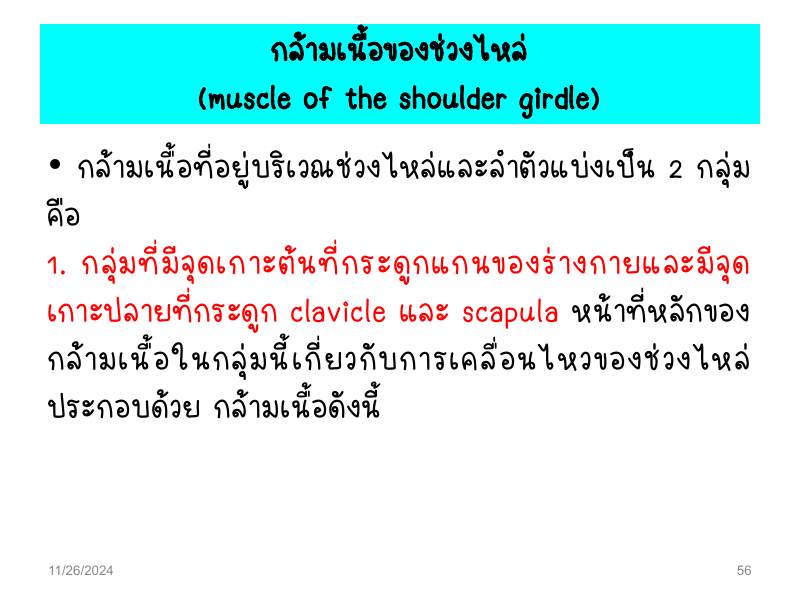 กล้ามเนื้อของช่วงไหล่
(muscle of the shoulder girdle)
• กล้ามเนื้อที่อยู่บริเวณช่วงไหล่และลำตัวแบ่งเป็น 2 กลุ่ม
คือ
1. กลุ่มที่มีจุดเกาะต้นที่กระดูกแกนของร่างกายและมีจุด
เกาะปลายที่กระดูก clavicle และ scapula หน้าที่หลักของ
กล้ามเนื้อในกลุ่มนี้เกี่ยวกับการเคลื่อนไหวของช่วงไหล่
ประกอบด้วย กล้ามเนื้อดังนี้
11/26/2024
56